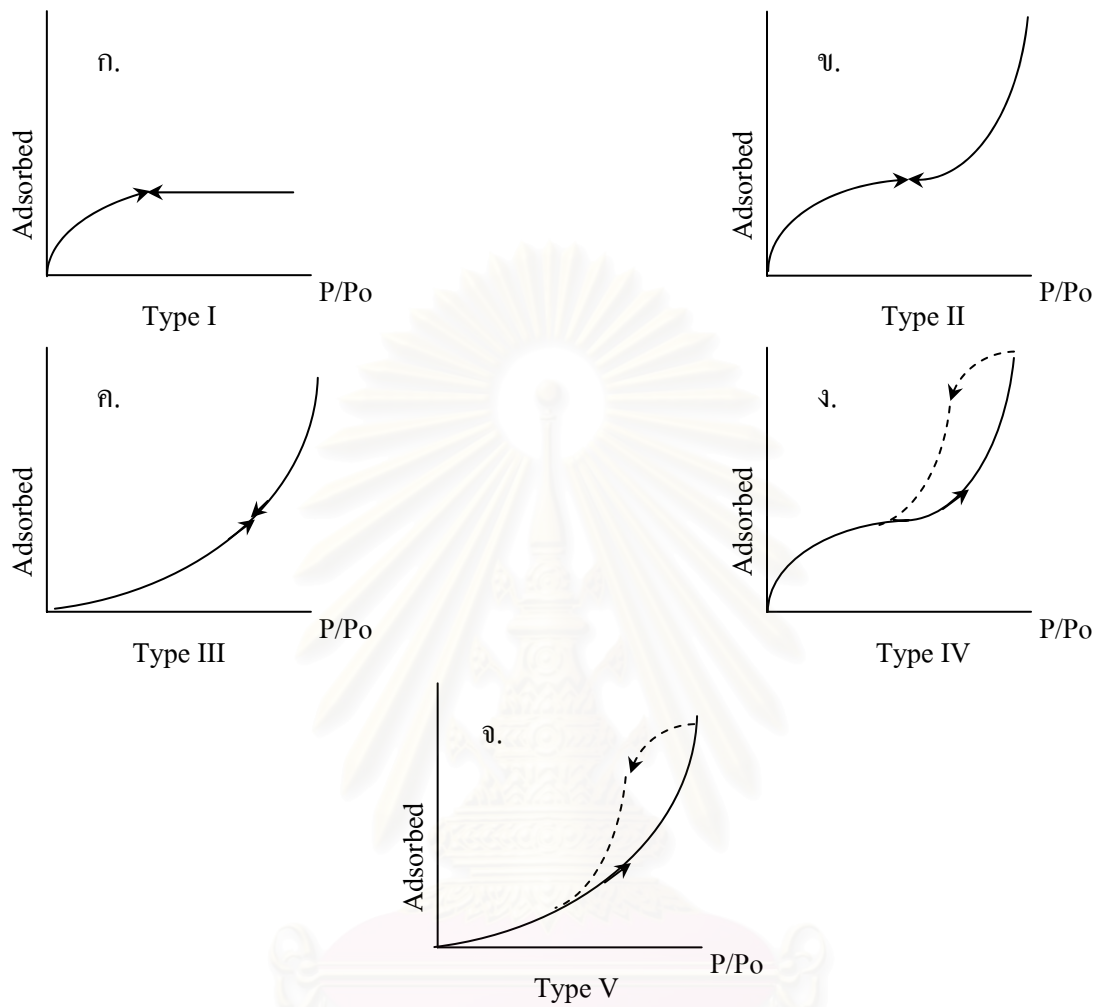 ก.
Adsorbed
P/Po
Type I
ข.
Adsorbed
P/Po
Type II
ค.
Adsorbed
P/Po
Type III
ง.
Adsorbed
P/Po
Type IV
จ.
Adsorbed
P/Po
Type V